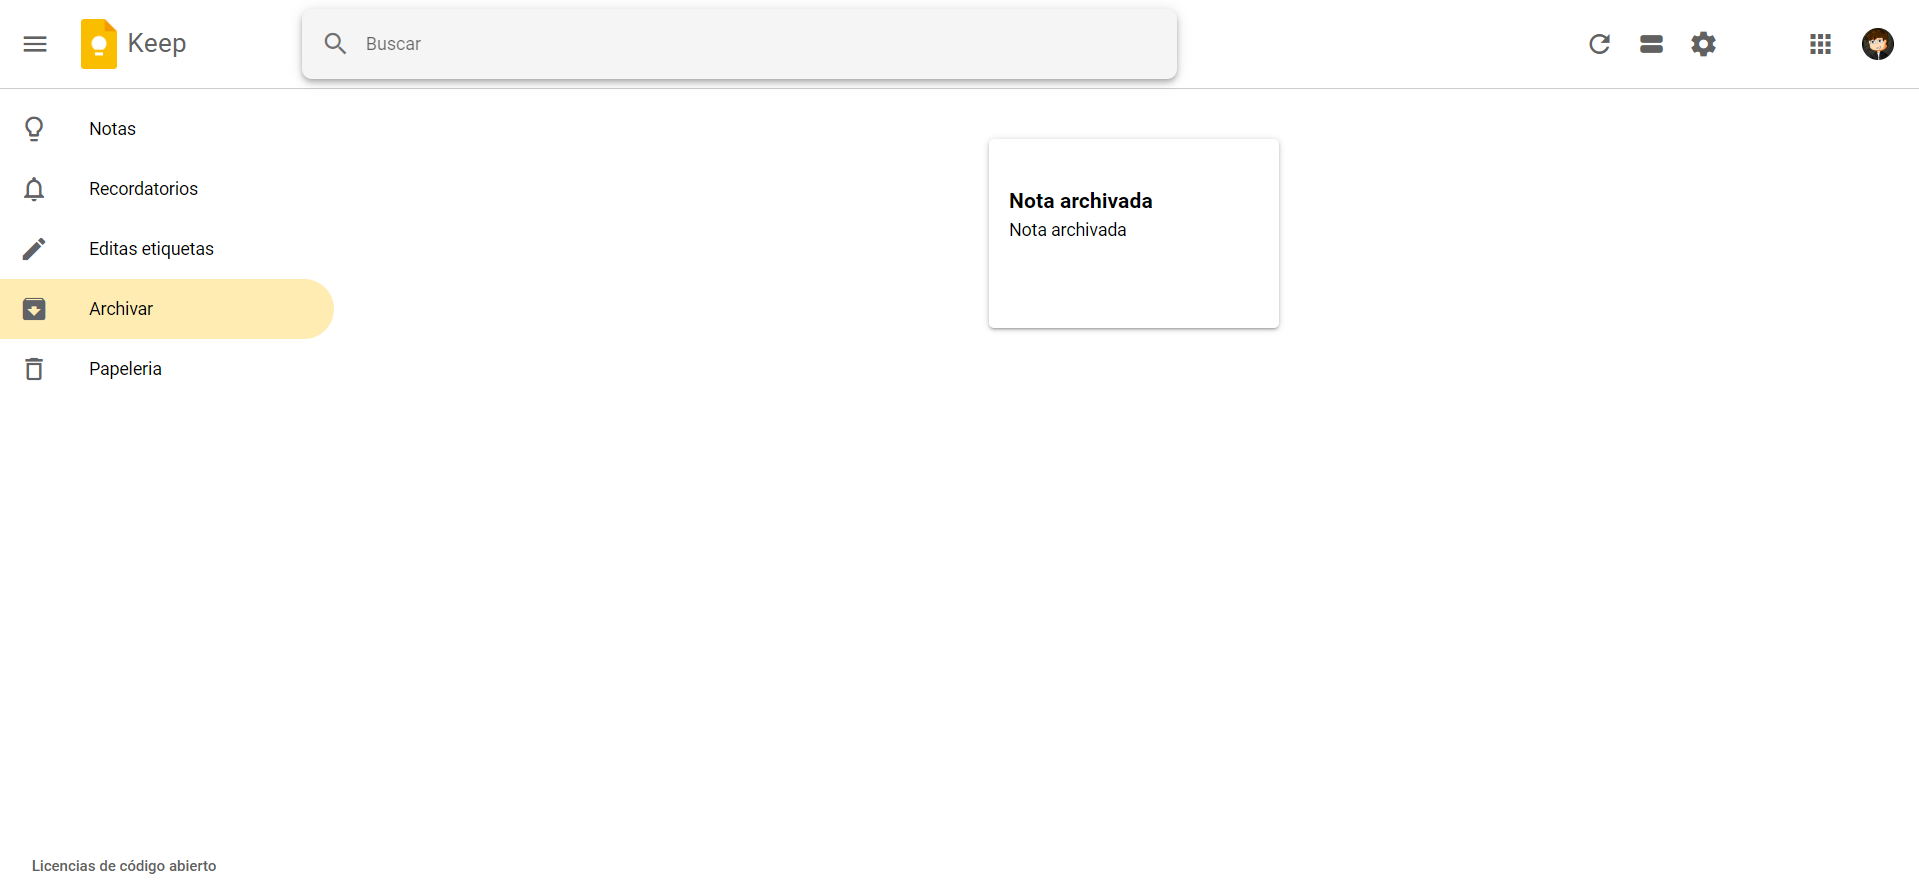 Keep
Buscar
Notas
Recordatorios
Editas etiquetas
Archivar
Papeleria
Nota archivada
Nota archivada
Licencias de código abierto